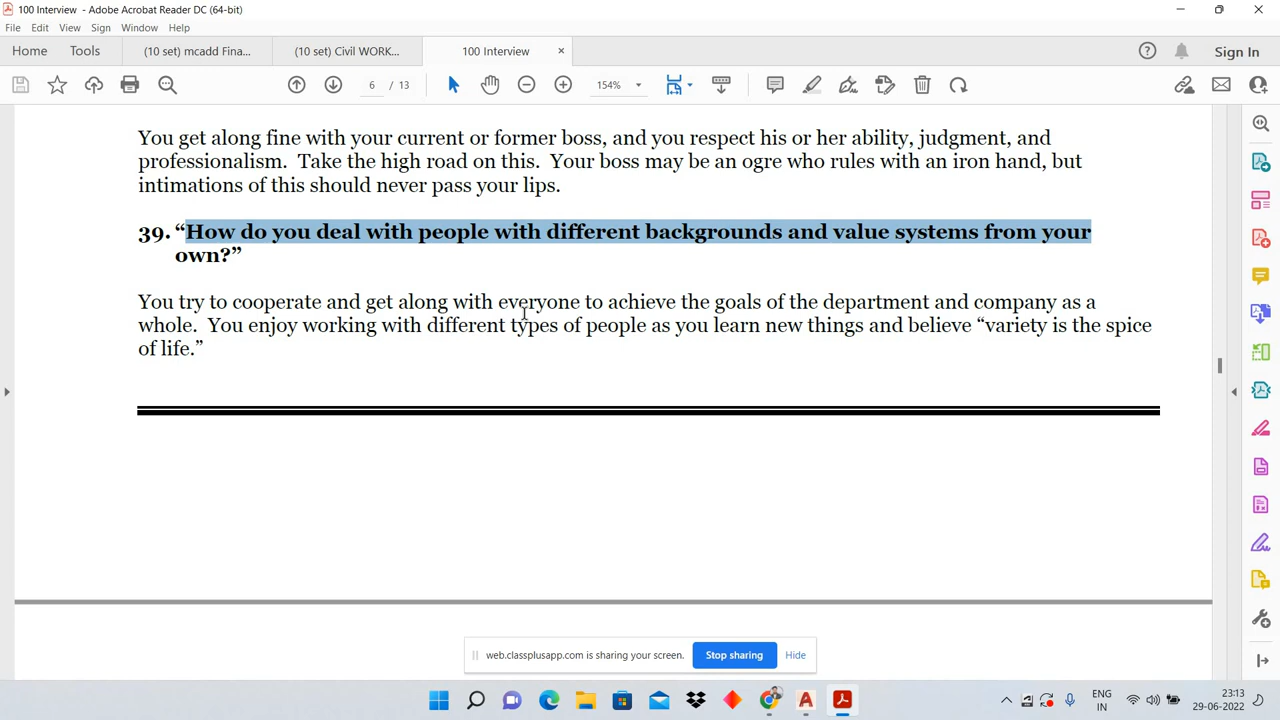 100 Interview - Adobe Acrobat Reader DC (64-bit)
File Edit View Sign Window Help
Home Tools (10 set) mcadd Fina... (10 set) Civil WORK... 100 Interview × Sign In
6 / 13 154%
You get along fine with your current or former boss, and you respect his or her ability, judgment, and
professionalism. Take the high road on this. Your boss may be an ogre who rules with an iron hand, but
intimations of this should never pass your lips.
39. “How do you deal with people with different backgrounds and value systems from your
own?”
You try to cooperate and get along with everyone to achieve the goals of the department and company as a
whole. You enjoy working with different types of people as you learn new things and believe “variety is the spice
of life.”
web.classplusapp.com is sharing your screen. Stop sharing Hide
ENG 23:13
IN 29-06-2022